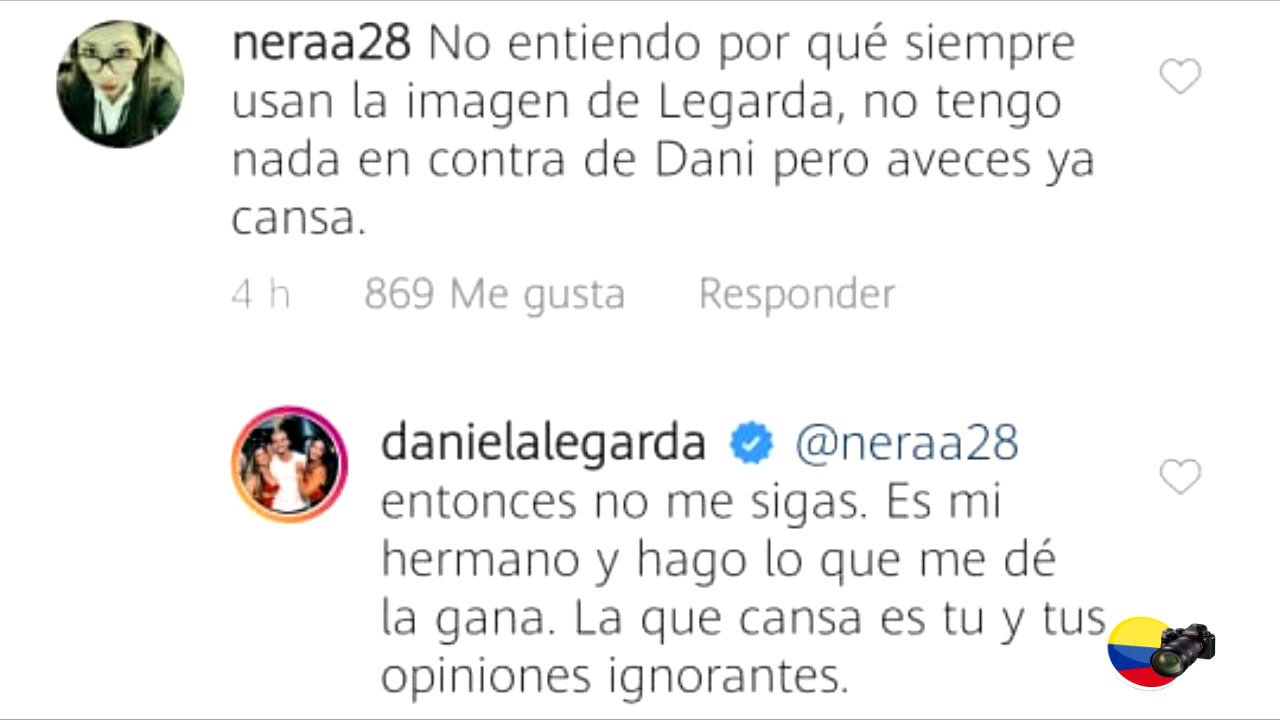 neraa28 No entiendo por qué siempre
usan la imagen de Legarda, no tengo
nada en contra de Dani pero aveces ya
cansa.
4 h 869 Me gusta Responder
danielalegarda @neraa28
entonces no me sigas. Es mi
hermano y hago lo que me dé
la gana. La que cansa es tu y tus
opiniones ignorantes.